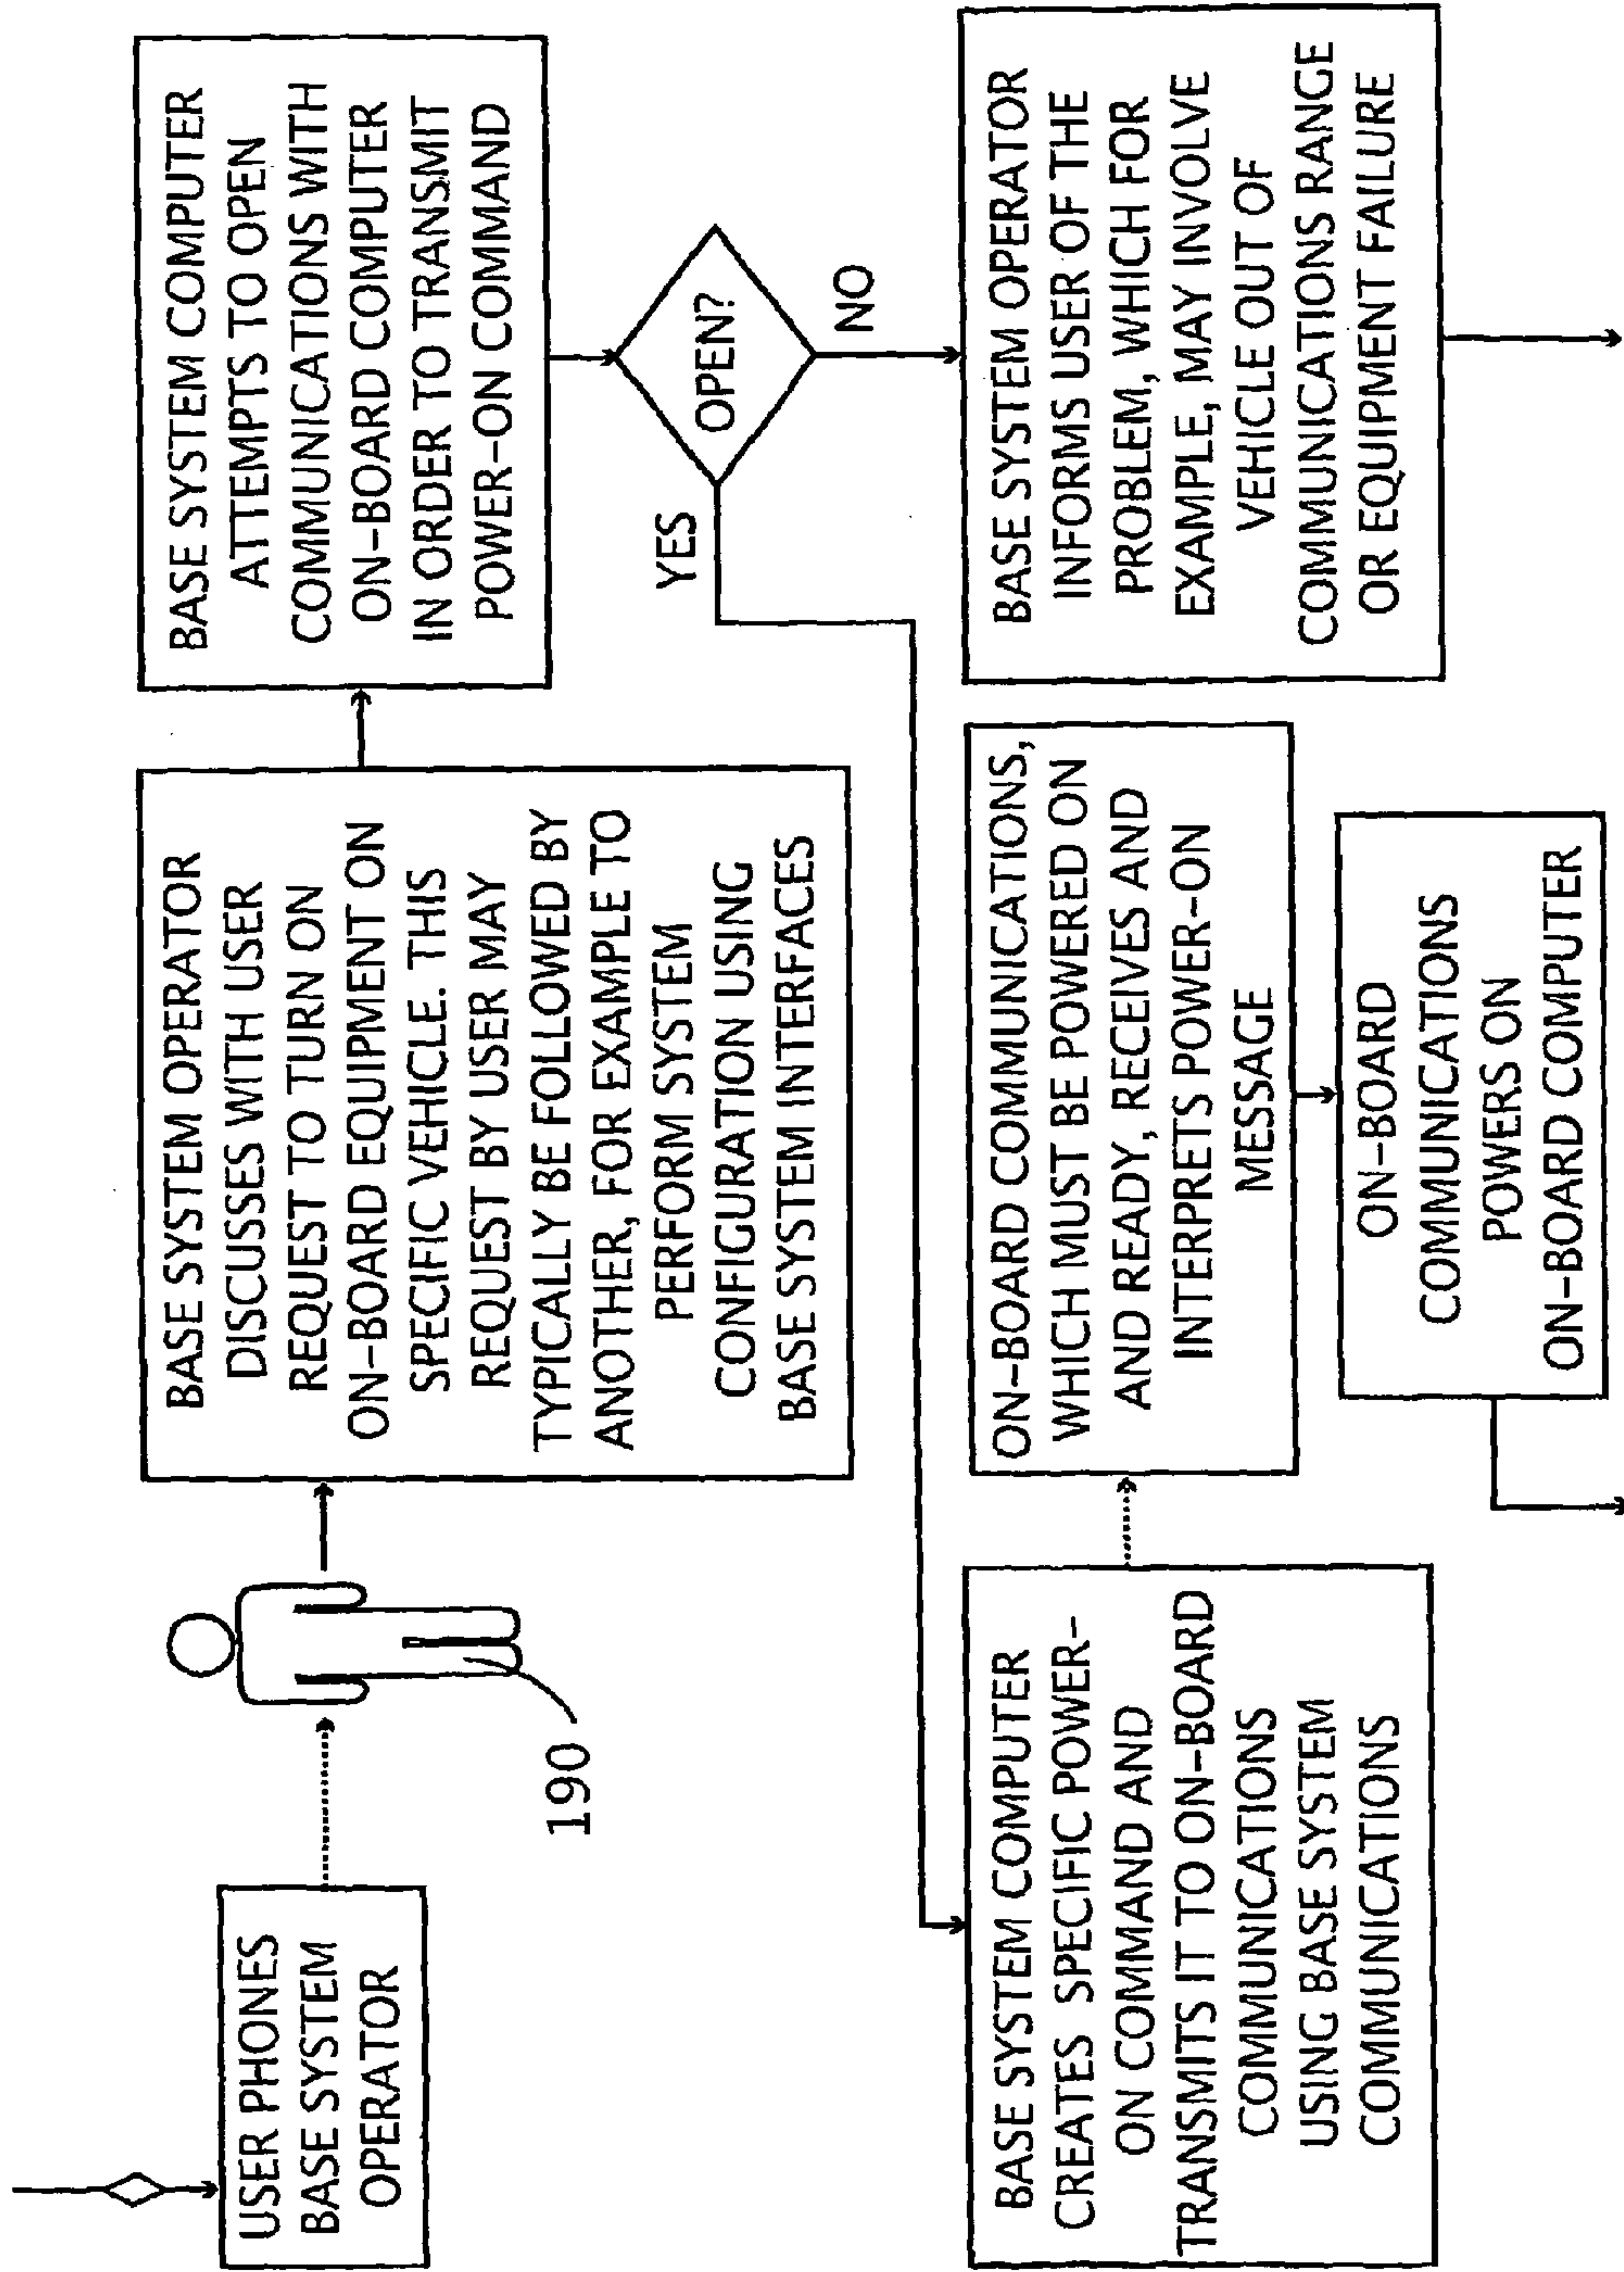 USER PHONES
BASE SYSTEM
OPERATOR
190
BASE SYSTEM OPERATOR
DISCUSSES WITH USER
REQUEST TO TURN ON
ON-BOARD EQUIPMENT ON
SPECIFIC VEHICLE. THIS
REQUEST BY USER MAY
TYPICALLY BE FOLLOWED BY
ANOTHER, FOR EXAMPLE TO
PERFORM SYSTEM
CONFIGURATION USING
BASE SYSTEM INTERFACES
BASE SYSTEM COMPUTER
ATTEMPTS TO OPEN
COMMUNICATIONS WITH
ON-BOARD COMPUTER
IN ORDER TO TRANSMIT
POWER-ON COMMAND
OPEN?
YES
NO
BASE SYSTEM COMPUTER
CREATES SPECIFIC POWER-
ON COMMAND AND
TRANSMITS IT TO ON-BOARD
COMMUNICATIONS
USING BASE SYSTEM
COMMUNICATIONS
ON-BOARD COMMUNICATIONS,
WHICH MUST BE POWERED ON
AND READY, RECEIVES AND
INTERPRETS POWER-ON
MESSAGE
ON-BOARD
COMMUNICATIONS
POWERS ON
ON-BOARD COMPUTER
BASE SYSTEM OPERATOR
INFORMS USER OF THE
PROBLEM, WHICH FOR
EXAMPLE, MAY INVOLVE
VEHICLE OUT OF
COMMUNICATIONS RANGE
OR EQUIPMENT FAILURE